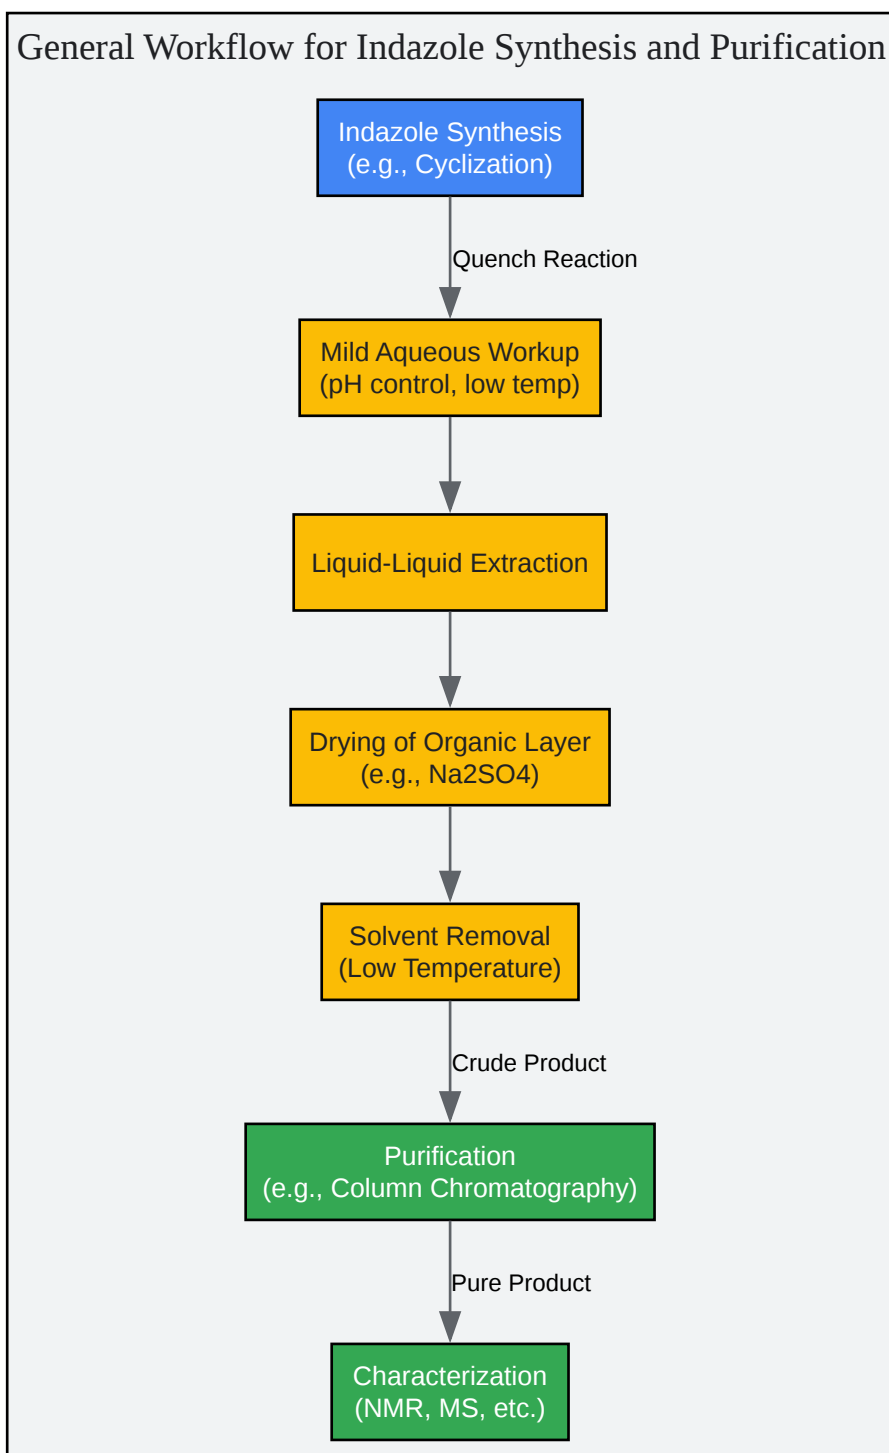 General Workflow for Indazole Synthesis and Purification
Indazole Synthesis
(e.g., Cyclization)
Quench Reaction
Mild Aqueous Workup
(pH control, low temp)
Liquid-Liquid Extraction
Drying of Organic Layer
(e.g., Na2SO4)
Solvent Removal
(Low Temperature)
Crude Product
Purification
(e.g., Column Chromatography)
Pure Product
Characterization
(NMR, MS, etc.)